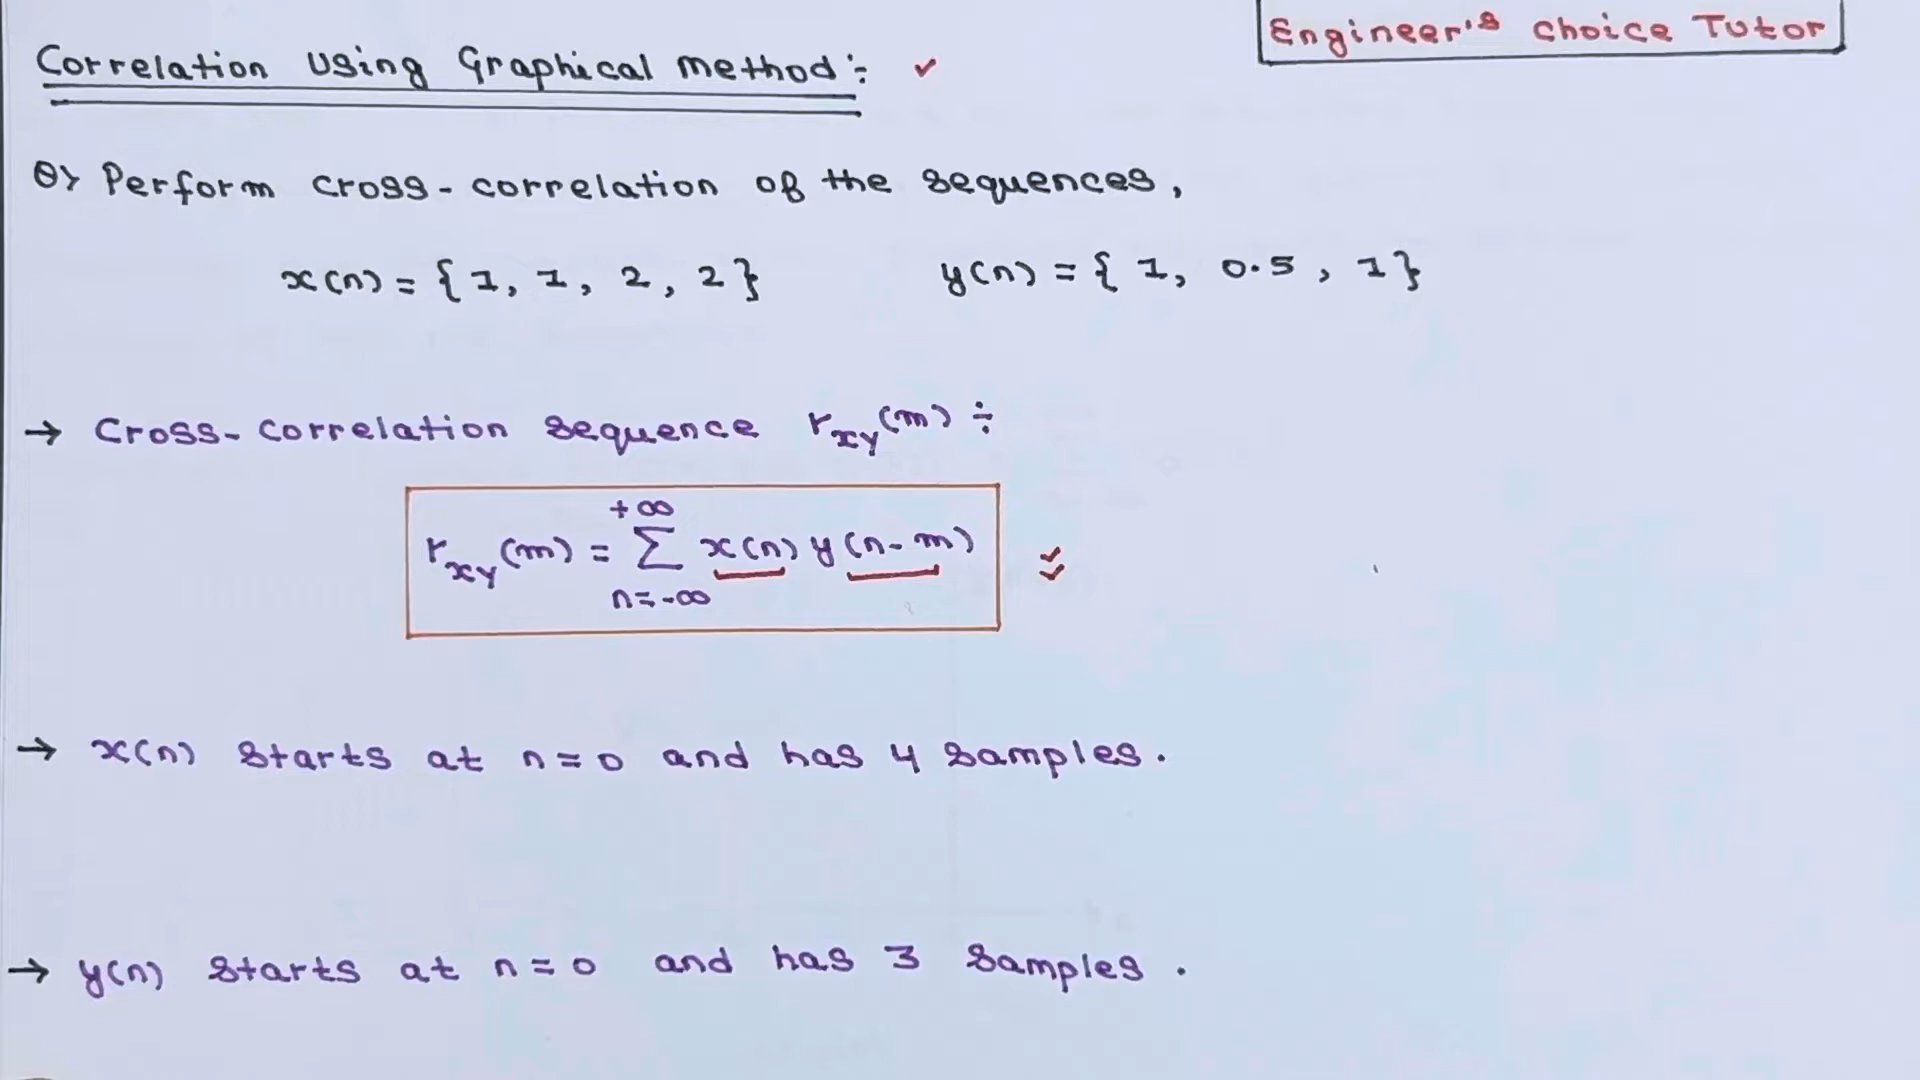 Engineer's Choice Tutor
Correlation Using Graphical Method :-
Q> Perform cross-correlation of the sequences,
x(n) = { 1, 1, 2, 2 } y(n) = { 1, 0.5, 1 }
→ Cross-correlation sequence r_xy(m) ÷
r_xy(m) = +∞ Σ n=-∞ x(n) y(n-m)
→ x(n) starts at n=0 and has 4 samples.
→ y(n) starts at n=0 and has 3 samples.